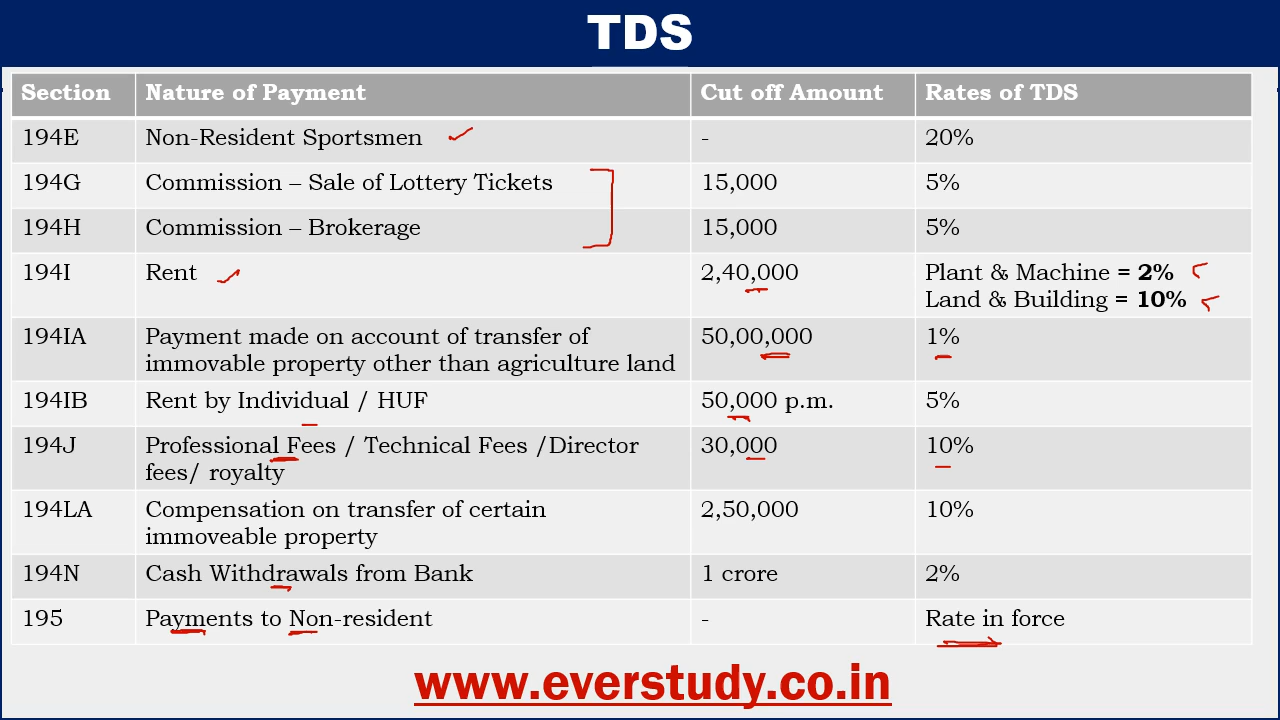 TDS
Section Nature of Payment Cut off Amount Rates of TDS
194E Non-Resident Sportsmen - 20%
194G Commission – Sale of Lottery Tickets 15,000 5%
194H Commission – Brokerage 15,000 5%
194I Rent 2,40,000 Plant & Machine = 2%
Land & Building = 10%
194IA Payment made on account of transfer of 50,00,000 1%
immovable property other than agriculture land
194IB Rent by Individual / HUF 50,000 p.m. 5%
194J Professional Fees / Technical Fees /Director 30,000 10%
fees/ royalty
194LA Compensation on transfer of certain 2,50,000 10%
immoveable property
194N Cash Withdrawals from Bank 1 crore 2%
195 Payments to Non-resident - Rate in force
www.everstudy.co.in